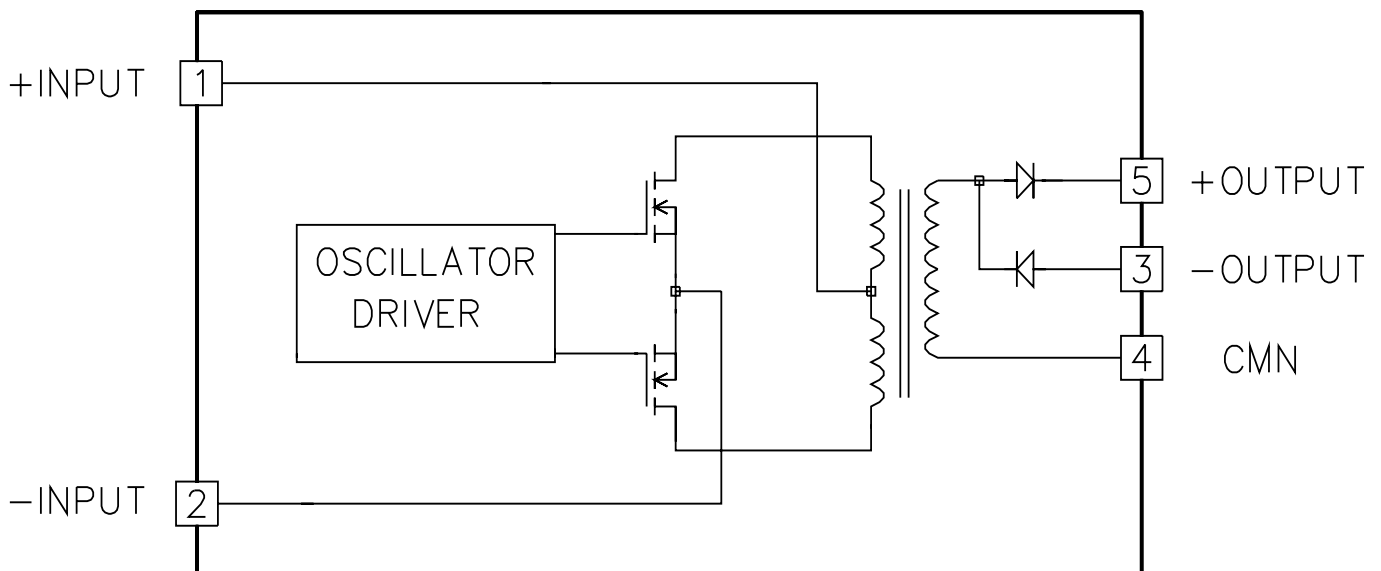 +INPUT 1
5 +OUTPUT
OSCILLATOR
DRIVER
3 -OUTPUT
4 CMN
-INPUT 2